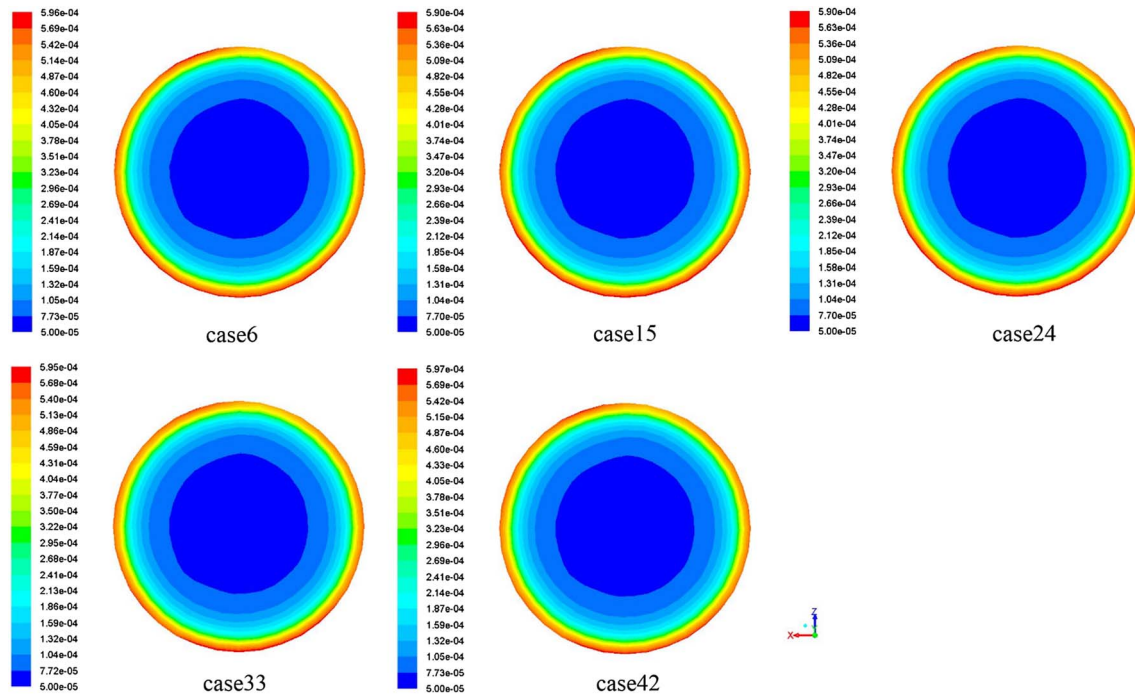 5.96e-04
5.69e-04
5.42e-04
5.14e-04
4.87e-04
4.60e-04
4.32e-04
4.05e-04
3.78e-04
3.51e-04
3.23e-04
2.96e-04
2.69e-04
2.41e-04
2.14e-04
1.87e-04
1.59e-04
1.32e-04
1.05e-04
7.73e-05
5.00e-05
case6
5.90e-04
5.63e-04
5.36e-04
5.09e-04
4.82e-04
4.55e-04
4.28e-04
4.01e-04
3.74e-04
3.47e-04
3.20e-04
2.93e-04
2.66e-04
2.39e-04
2.12e-04
1.85e-04
1.58e-04
1.31e-04
1.04e-04
7.70e-05
5.00e-05
case15
5.90e-04
5.63e-04
5.36e-04
5.09e-04
4.82e-04
4.55e-04
4.28e-04
4.01e-04
3.74e-04
3.47e-04
3.20e-04
2.93e-04
2.66e-04
2.39e-04
2.12e-04
1.85e-04
1.58e-04
1.31e-04
1.04e-04
7.70e-05
5.00e-05
case24
5.95e-04
5.68e-04
5.40e-04
5.13e-04
4.86e-04
4.59e-04
4.31e-04
4.04e-04
3.77e-04
3.50e-04
3.22e-04
2.95e-04
2.68e-04
2.41e-04
2.13e-04
1.86e-04
1.59e-04
1.32e-04
1.04e-04
7.72e-05
5.00e-05
case33
5.97e-04
5.69e-04
5.42e-04
5.15e-04
4.87e-04
4.60e-04
4.33e-04
4.05e-04
3.78e-04
3.51e-04
3.23e-04
2.96e-04
2.69e-04
2.41e-04
2.14e-04
1.87e-04
1.59e-04
1.32e-04
1.05e-04
7.73e-05
5.00e-05
case42
Z
X